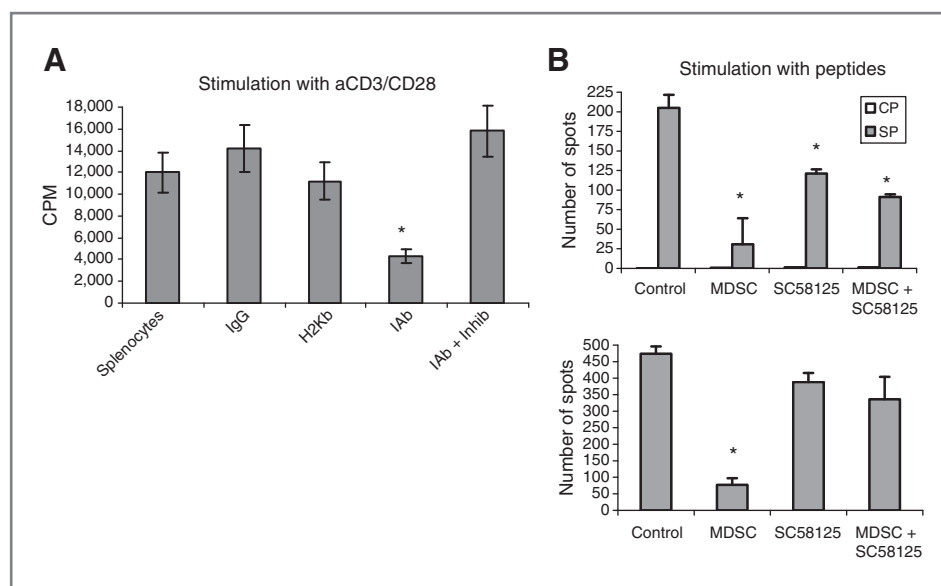 A
Stimulation with aCD3/CD28
CPM
18,000
16,000
14,000
12,000
10,000
8,000
6,000
4,000
2,000
0
*
Splenocytes
IgG
H2Kb
IAb
IAb + Inhib
B
Stimulation with peptides
Number of spots
225
200
175
150
125
100
75
50
25
0
CP
SP
*
*
*
Control
MDSC
SC58125
MDSC +
SC58125
Number of spots
500
450
400
350
300
250
200
150
100
50
0
*
Control
MDSC
SC58125
MDSC +
SC58125